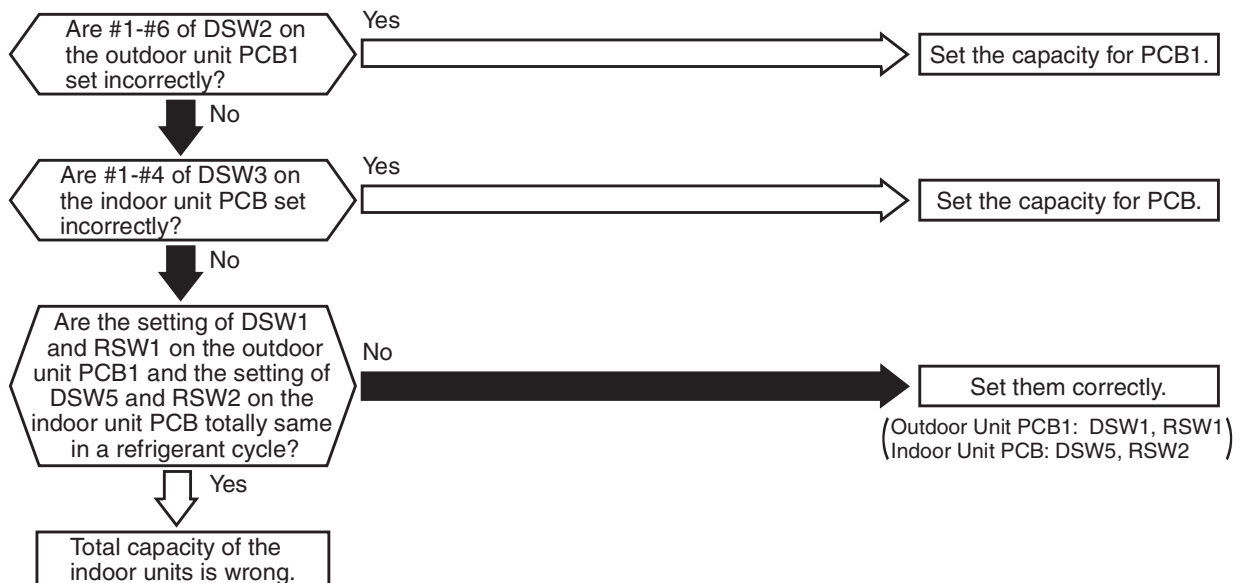 Are #1-#6 of DSW2 on
the outdoor unit PCB1
set incorrectly?
Yes
Set the capacity for PCB1.
No
Are #1-#4 of DSW3 on
the indoor unit PCB set
incorrectly?
Yes
Set the capacity for PCB.
No
Are the setting of DSW1
and RSW1 on the outdoor
unit PCB1 and the setting of
DSW5 and RSW2 on the
indoor unit PCB totally same
in a refrigerant cycle?
No
Set them correctly.
(Outdoor Unit PCB1: DSW1, RSW1)
(Indoor Unit PCB: DSW5, RSW2)
Yes
Total capacity of the
indoor units is wrong.